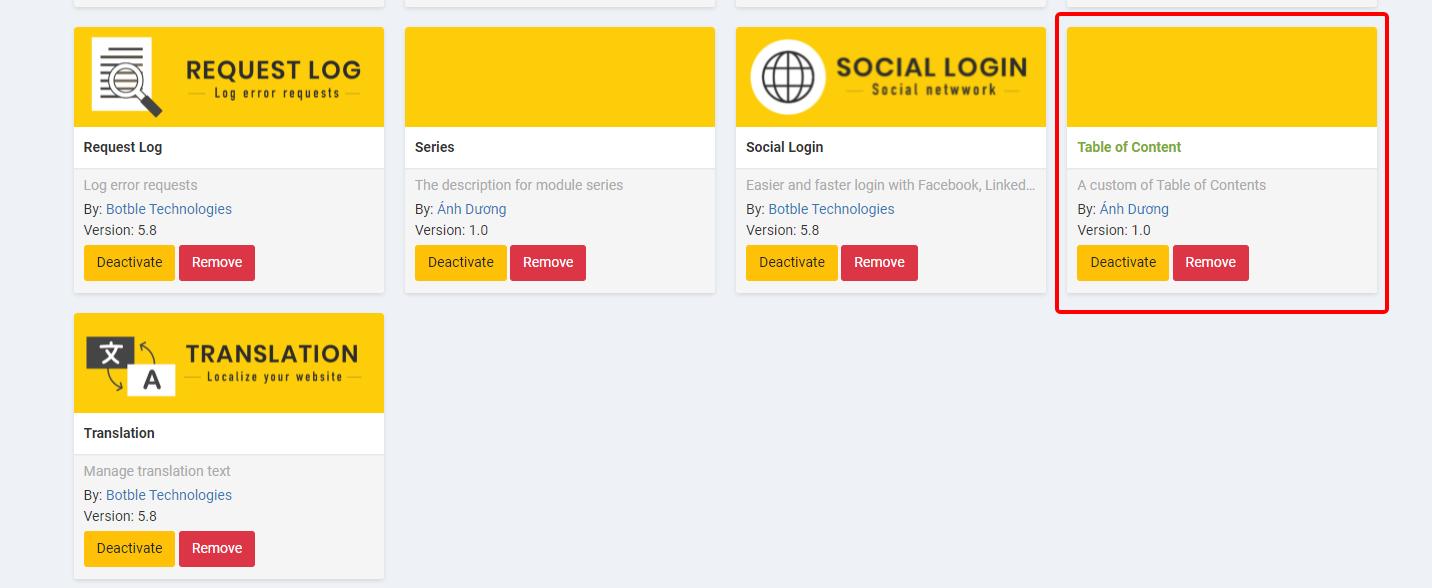 REQUEST LOG
Log error requests
Request Log
Log error requests
By: Botble Technologies
Version: 5.8
Deactivate Remove
Series
The description for module series
By: Ánh Dương
Version: 1.0
Deactivate Remove
SOCIAL LOGIN
Social netwwork
Social Login
Easier and faster login with Facebook, Linked...
By: Botble Technologies
Version: 5.8
Deactivate Remove
Table of Content
A custom of Table of Contents
By: Ánh Dương
Version: 1.0
Deactivate Remove
文 A
TRANSLATION
Localize your website
Translation
Manage translation text
By: Botble Technologies
Version: 5.8
Deactivate Remove